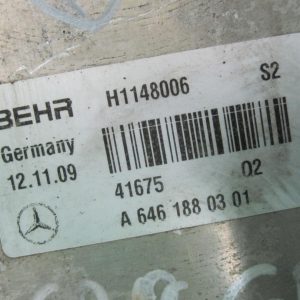 BEHR H1148006 S2
Germany
12.11.09 41675 02
A 646 188 03 01